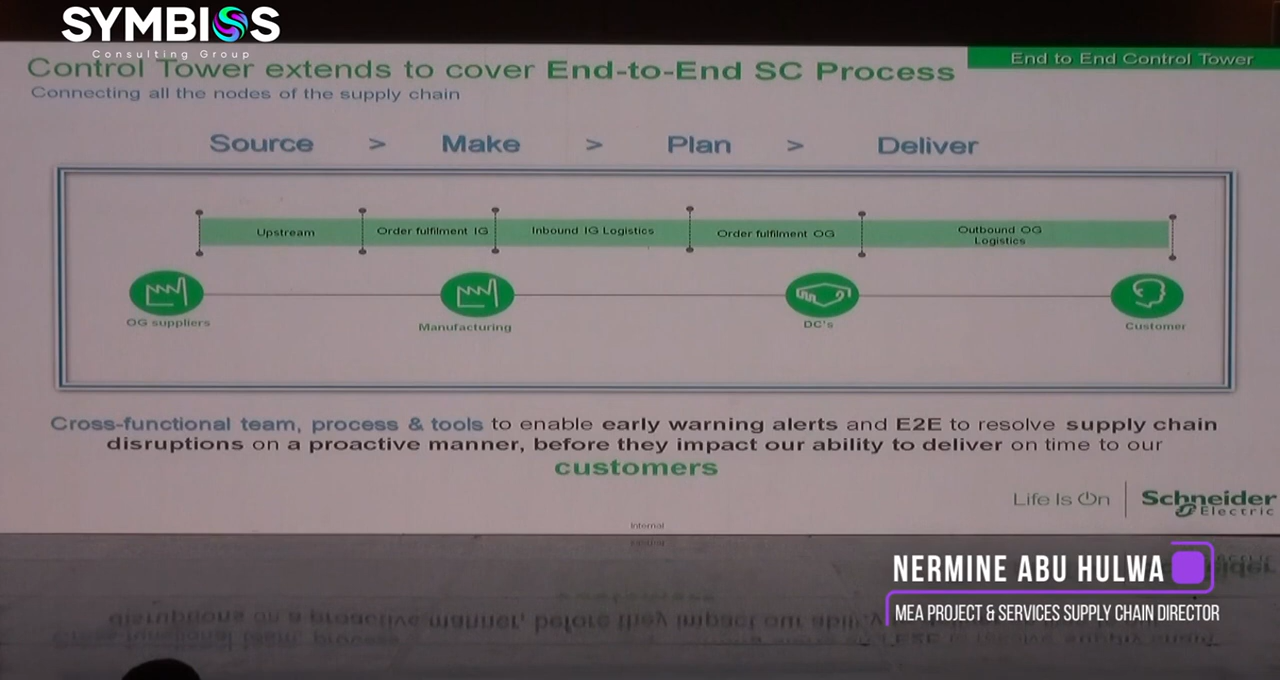 SYMBIOS
Consulting Group
End to End Control Tower
Control Tower extends to cover End-to-End SC Process
Connecting all the nodes of the supply chain
Source > Make > Plan > Deliver
Upstream
Order fulfilment IG
Inbound IG Logistics
Order fulfilment OG
Outbound OG
Logistics
OG suppliers
Manufacturing
DC's
Customer
Cross-functional team, process & tools to enable early warning alerts and E2E to resolve supply chain
disruptions on a proactive manner, before they impact our ability to deliver on time to our
customers
Life Is On
Schneider
Electric
Internal
NERMINE ABU HULWA
MEA PROJECT & SERVICES SUPPLY CHAIN DIRECTOR